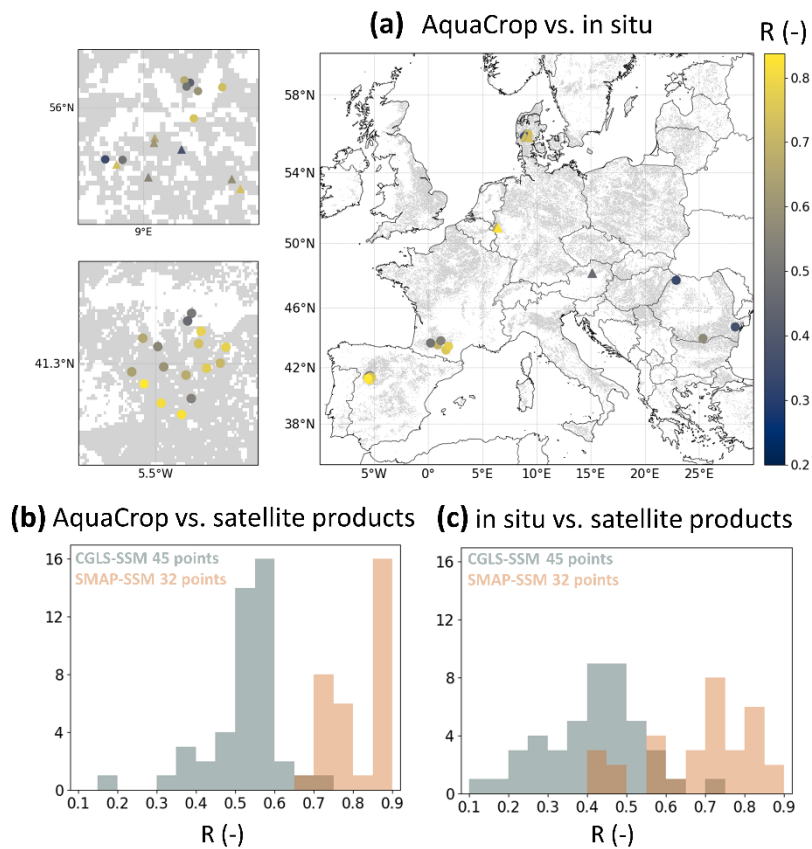 (a) AquaCrop vs. in situ
R (-)
56°N
9°E
41.3°N
5.5°W
58°N
54°N
50°N
46°N
42°N
38°N
5°W 0° 5°E 10°E 15°E 20°E 25°E
0.8
0.7
0.6
0.5
0.4
0.3
0.2
(b) AquaCrop vs. satellite products
CGLS-SSM 45 points
SMAP-SSM 32 points
16
12
8
4
0
0.1 0.2 0.3 0.4 0.5 0.6 0.7 0.8 0.9
R (-)
(c) in situ vs. satellite products
CGLS-SSM 45 points
SMAP-SSM 32 points
16
12
8
4
0
0.1 0.2 0.3 0.4 0.5 0.6 0.7 0.8 0.9
R (-)